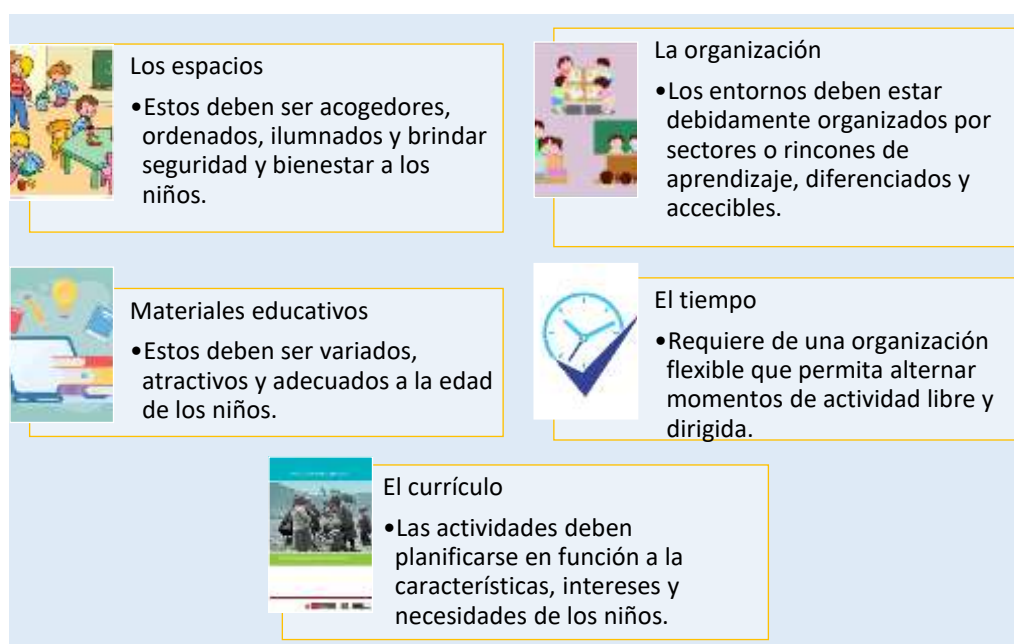 Los espacios
•Estos deben ser acogedores,
ordenados, ilumnados y brindar
seguridad y bienestar a los
niños.
La organización
•Los entornos deben estar
debidamente organizados por
sectores o rincones de
aprendizaje, diferenciados y
accecibles.
Materiales educativos
•Estos deben ser variados,
atractivos y adecuados a la edad
de los niños.
El tiempo
•Requiere de una organización
flexible que permita alternar
momentos de actividad libre y
dirigida.
El currículo
•Las actividades deben
planificarse en función a la
características, intereses y
necesidades de los niños.